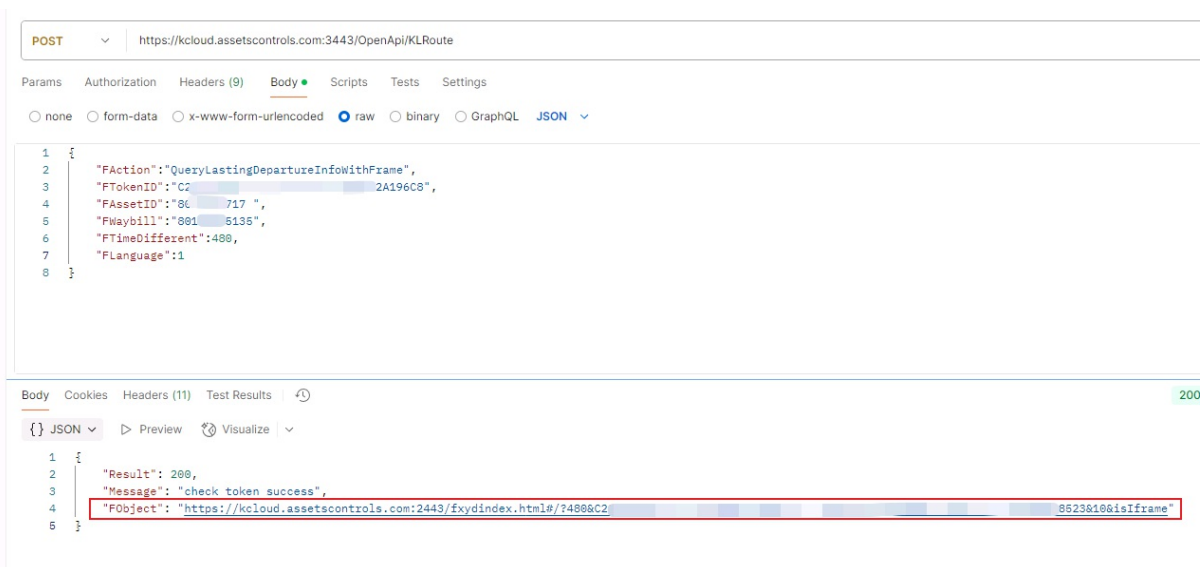 POST https://kcloud.assetscontrols.com:3443/OpenApi/KLRoute
Params Authorization Headers (9) Body Scripts Tests Settings
none form-data x-www-form-urlencoded raw binary GraphQL JSON
1 {
2 "FAction":"QueryLastingDepartureInfoWithFrame",
3 "FTokenID":"C2 2A196C8",
4 "FAssetID":"80 717 ",
5 "FWaybill":"801 5135",
6 "FTimeDifferent":480,
7 "FLanguage":1
8 }
Body Cookies Headers (11) Test Results 200
{} JSON Preview Visualize
1 {
2 "Result": 200,
3 "Message": "check token success",
4 "FObject": "https://kcloud.assetscontrols.com:2443/fxydindex.html#/?480&C2 8523&10&isIframe"
5 }